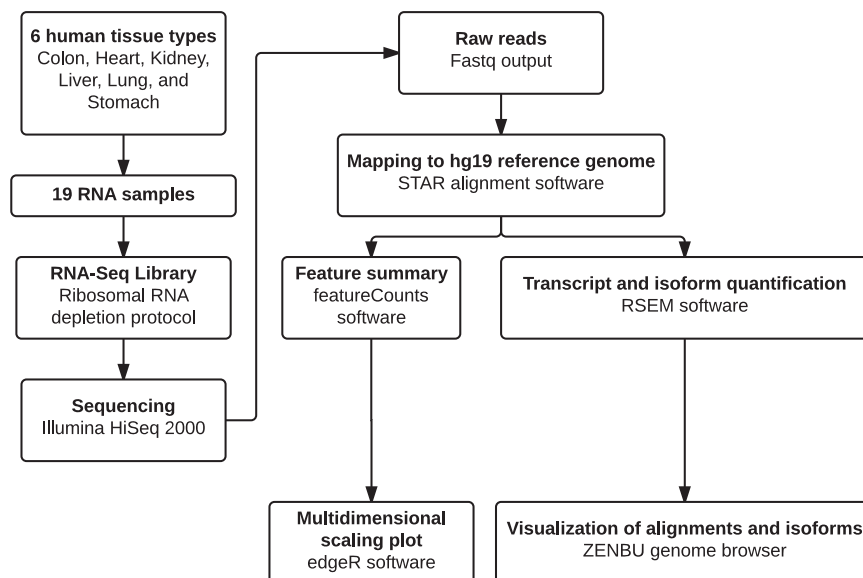 6 human tissue types
Colon, Heart, Kidney,
Liver, Lung, and
Stomach
19 RNA samples
RNA-Seq Library
Ribosomal RNA
depletion protocol
Sequencing
Illumina HiSeq 2000
Raw reads
Fastq output
Mapping to hg19 reference genome
STAR alignment software
Feature summary
featureCounts
software
Transcript and isoform quantification
RSEM software
Multidimensional
scaling plot
edgeR software
Visualization of alignments and isoforms
ZENBU genome browser